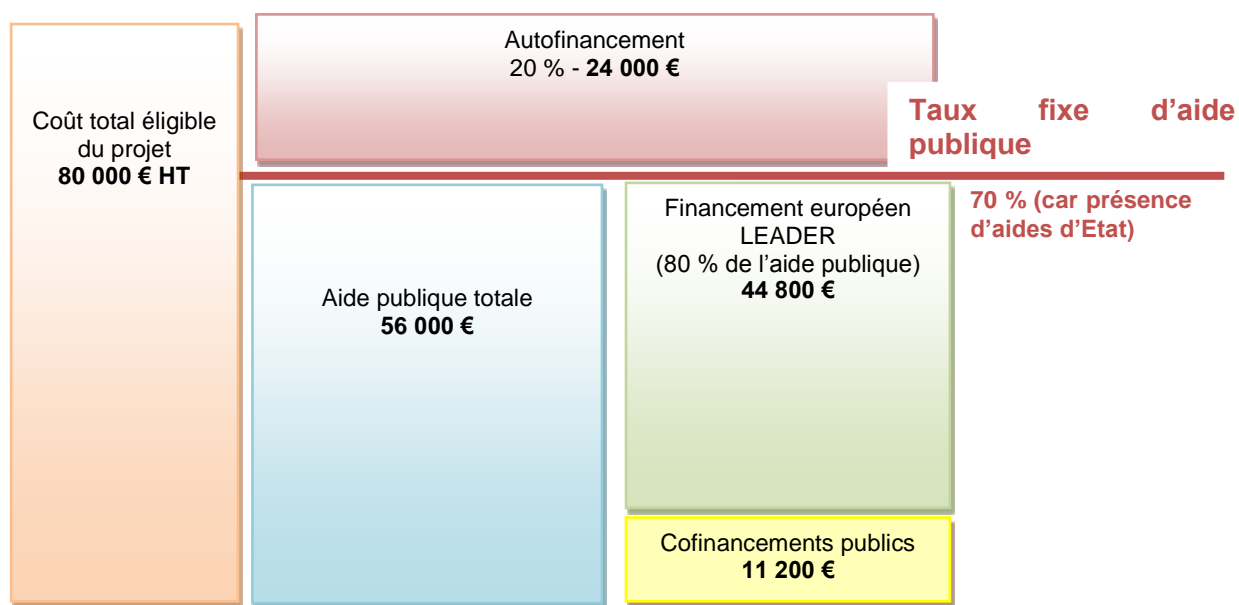 Coût total éligible
du projet
80 000 € HT
Autofinancement
20 % - 24 000 €
Taux fixe d’aide
publique
70 % (car présence
d’aides d’Etat)
Aide publique totale
56 000 €
Financement européen
LEADER
(80 % de l’aide publique)
44 800 €
Cofinancements publics
11 200 €